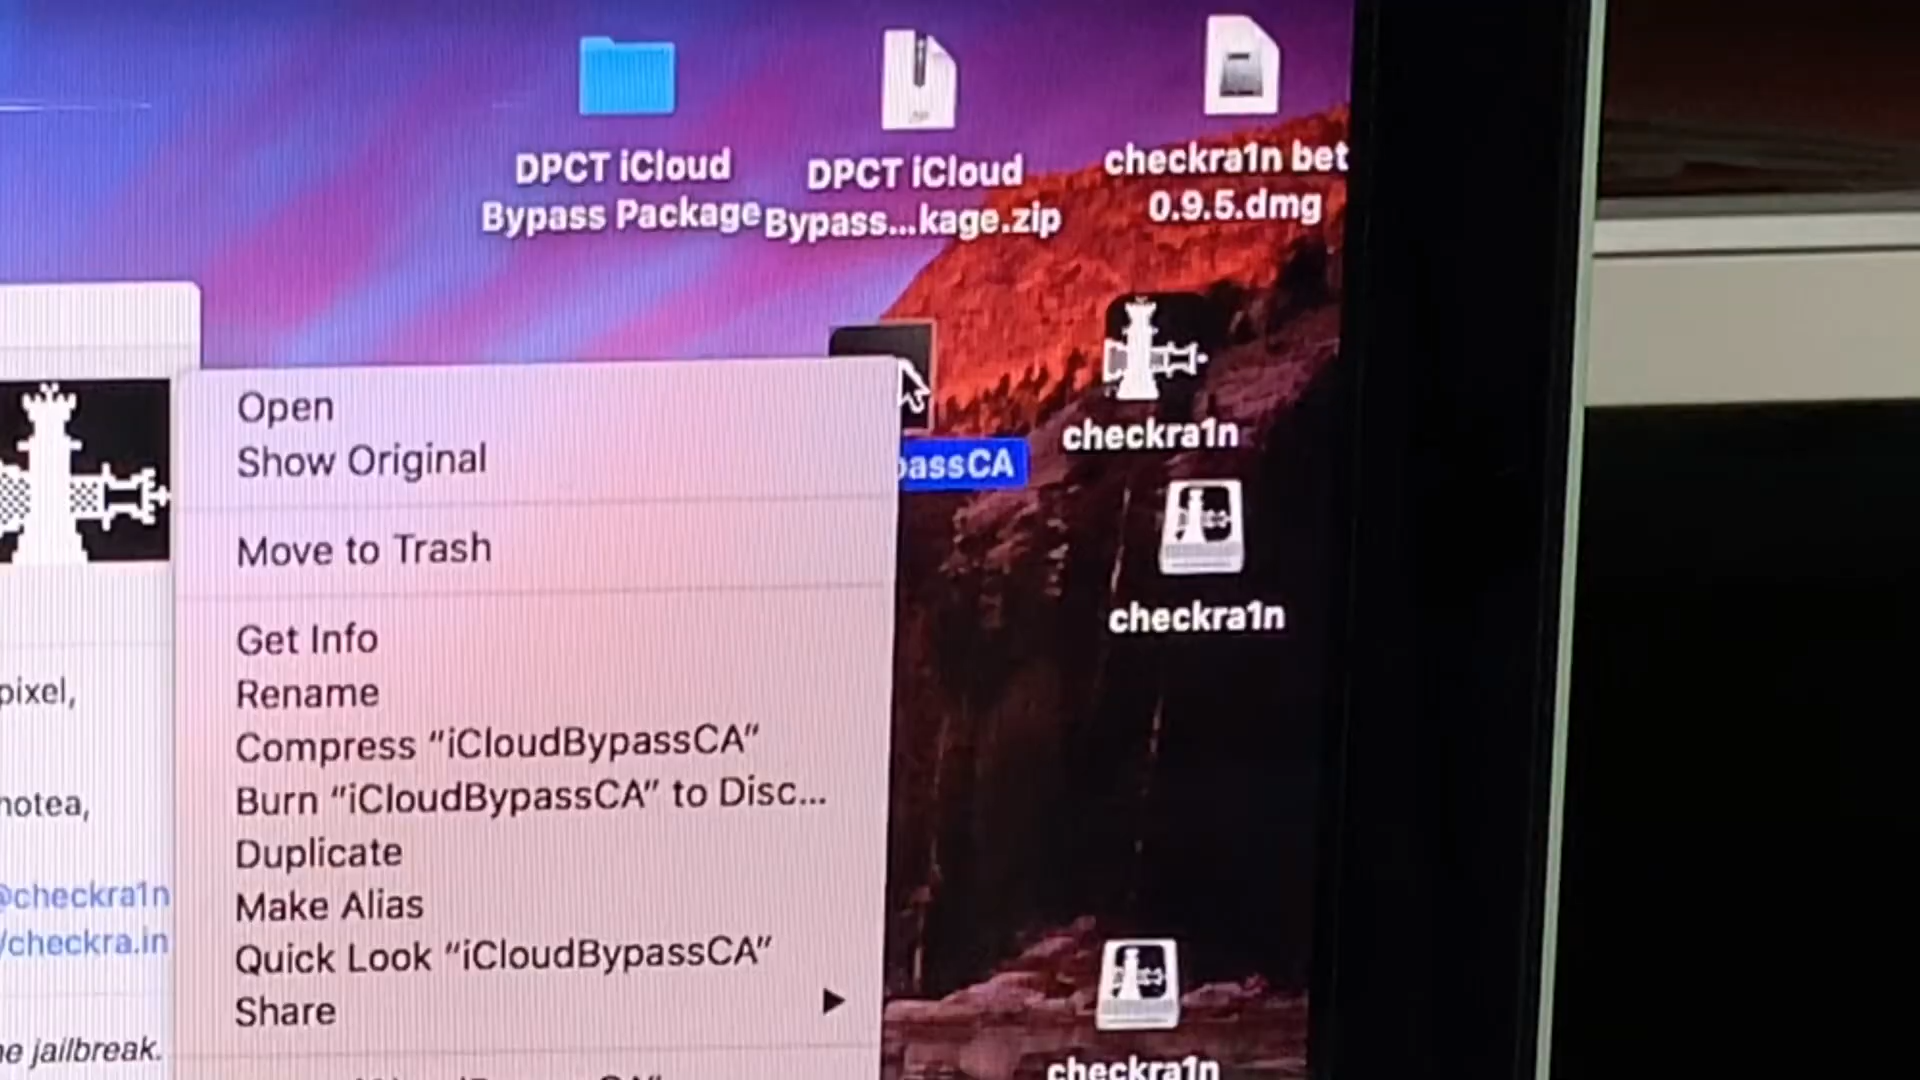 DPCT iCloud
Bypass Package
DPCT iCloud
Bypass...kage.zip
checkra1n bet
0.9.5.dmg
passCA
checkra1n
checkra1n
checkra1n
Open
Show Original
Move to Trash
Get Info
Rename
Compress “iCloudBypassCA”
Burn “iCloudBypassCA” to Disc...
Duplicate
Make Alias
Quick Look “iCloudBypassCA”
Share
pixel,
notea,
@checkra1n
/checkra.in
jailbreak.